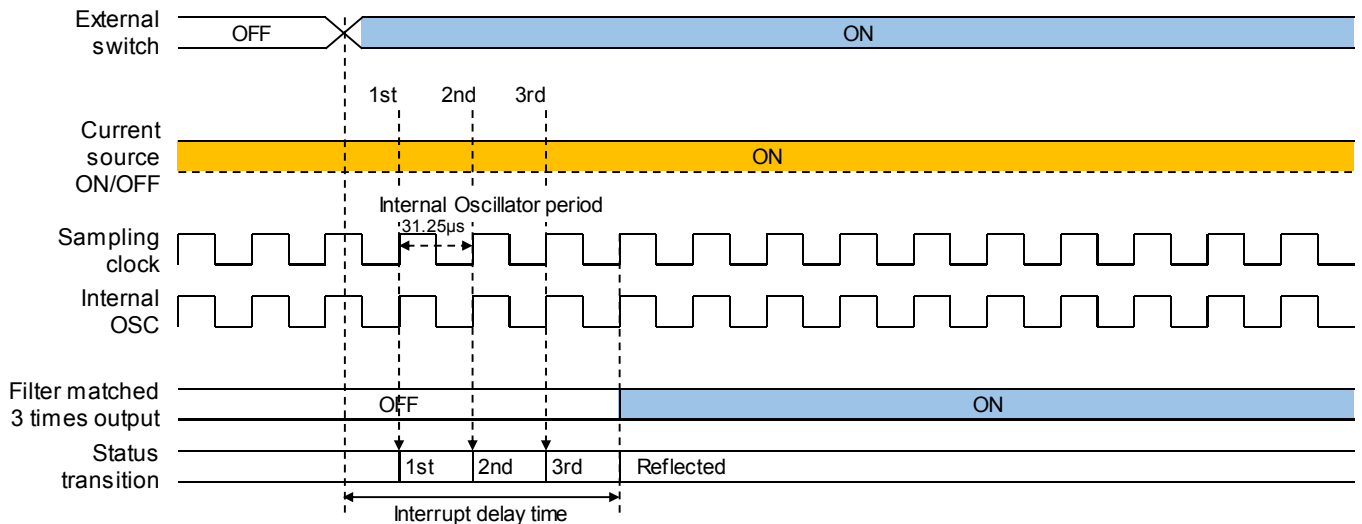 External
switch
OFF
ON
1st
2nd
3rd
Current
source
ON/OFF
ON
Internal Oscillator period
31.25µs
Sampling
clock
Internal
OSC
Filter matched
3 times output
OFF
ON
Status
transition
1st
2nd
3rd
Reflected
Interrupt delay time